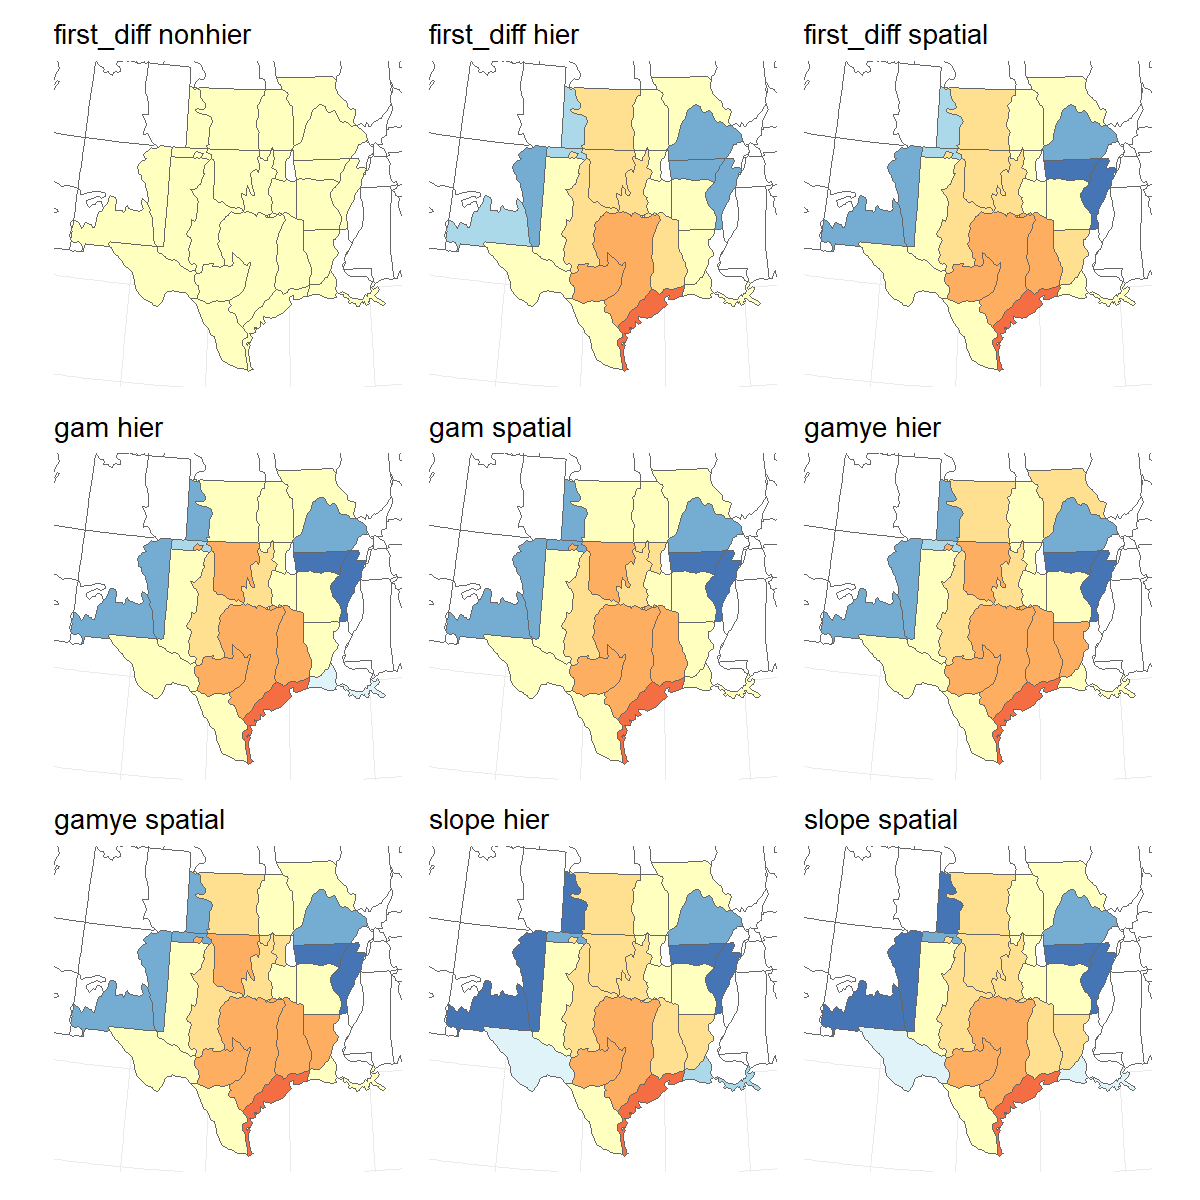 first_diff nonhier
first_diff hier
first_diff spatial
gam hier
gam spatial
gamye hier
gamye spatial
slope hier
slope spatial